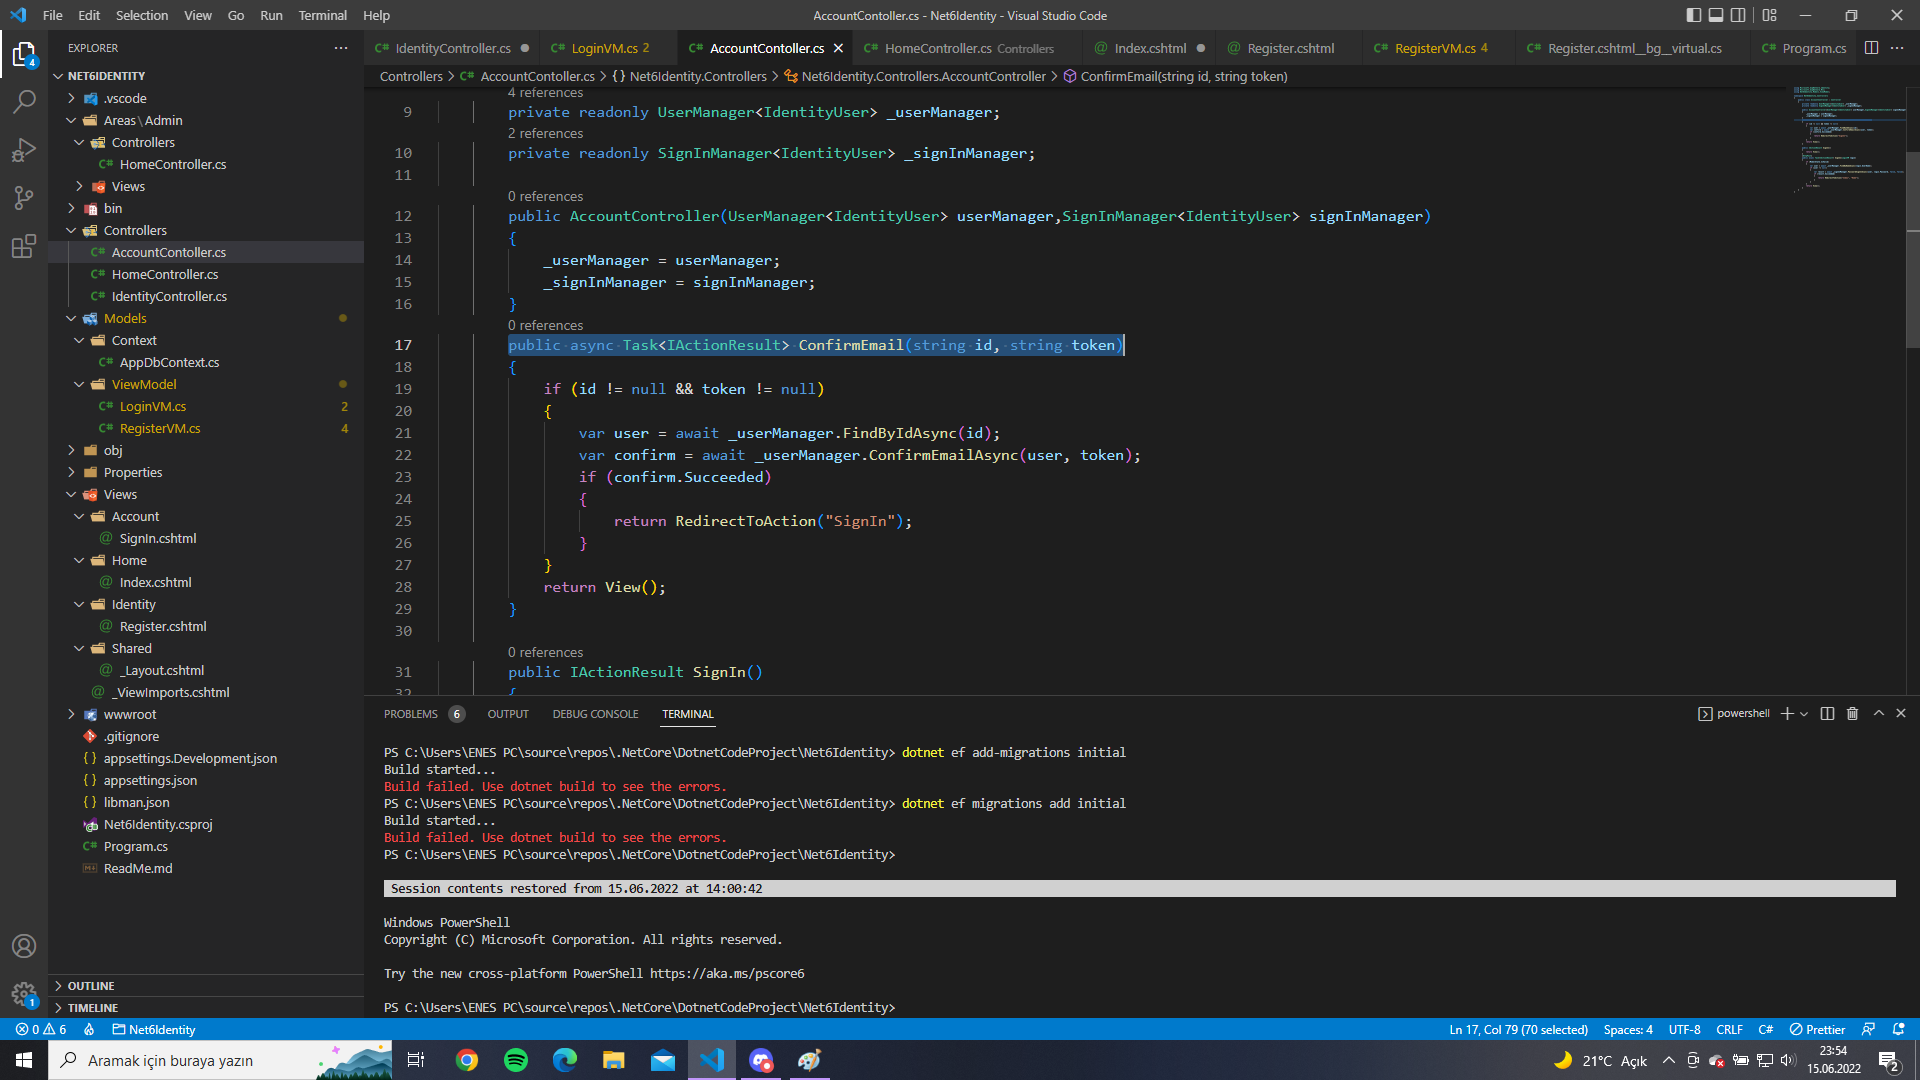 File Edit Selection View Go Run Terminal Help
AccountContoller.cs - Net6Identity - Visual Studio Code
EXPLORER
IdentityController.cs
LoginVM.cs 2
AccountContoller.cs
HomeController.cs Controllers
Index.cshtml
Register.cshtml
RegisterVM.cs 4
Register.cshtml__bg__virtual.cs
Program.cs
Controllers > AccountContoller.cs > {} Net6Identity.Controllers > Net6Identity.Controllers.AccountController > ConfirmEmail(string id, string token)
NET6IDENTITY
.vscode
Areas\Admin
Controllers
HomeController.cs
Views
bin
Controllers
AccountContoller.cs
HomeController.cs
IdentityController.cs
Models
Context
AppDbContext.cs
ViewModel
LoginVM.cs 2
RegisterVM.cs 4
obj
Properties
Views
Account
SignIn.cshtml
Home
Index.cshtml
Identity
Register.cshtml
Shared
_Layout.cshtml
_ViewImports.cshtml
wwwroot
.gitignore
appsettings.Development.json
appsettings.json
libman.json
Net6Identity.csproj
Program.cs
ReadMe.md
OUTLINE
TIMELINE
4 references
9 private readonly UserManager<IdentityUser> _userManager;
2 references
10 private readonly SignInManager<IdentityUser> _signInManager;
11
0 references
12 public AccountController(UserManager<IdentityUser> userManager,SignInManager<IdentityUser> signInManager)
13 {
14 _userManager = userManager;
15 _signInManager = signInManager;
16 }
0 references
17 public async Task<IActionResult> ConfirmEmail(string id, string token)
18 {
19 if (id != null && token != null)
20 {
21 var user = await _userManager.FindByIdAsync(id);
22 var confirm = await _userManager.ConfirmEmailAsync(user, token);
23 if (confirm.Succeeded)
24 {
25 return RedirectToAction("SignIn");
26 }
27 }
28 return View();
29 }
30
0 references
31 public IActionResult SignIn()
32 {
PROBLEMS 6 OUTPUT DEBUG CONSOLE TERMINAL
powershell
PS C:\Users\ENES PC\source\repos\.NetCore\DotnetCodeProject\Net6Identity> dotnet ef add-migrations initial
Build started...
Build failed. Use dotnet build to see the errors.
PS C:\Users\ENES PC\source\repos\.NetCore\DotnetCodeProject\Net6Identity> dotnet ef migrations add initial
Build started...
Build failed. Use dotnet build to see the errors.
PS C:\Users\ENES PC\source\repos\.NetCore\DotnetCodeProject\Net6Identity>
Session contents restored from 15.06.2022 at 14:00:42
Windows PowerShell
Copyright (C) Microsoft Corporation. All rights reserved.
Try the new cross-platform PowerShell https://aka.ms/pscore6
PS C:\Users\ENES PC\source\repos\.NetCore\DotnetCodeProject\Net6Identity>
4
1
0 6 Net6Identity
Ln 17, Col 79 (70 selected) Spaces: 4 UTF-8 CRLF C# Prettier
Aramak için buraya yazın
21°C Açık
23:54
15.06.2022
2